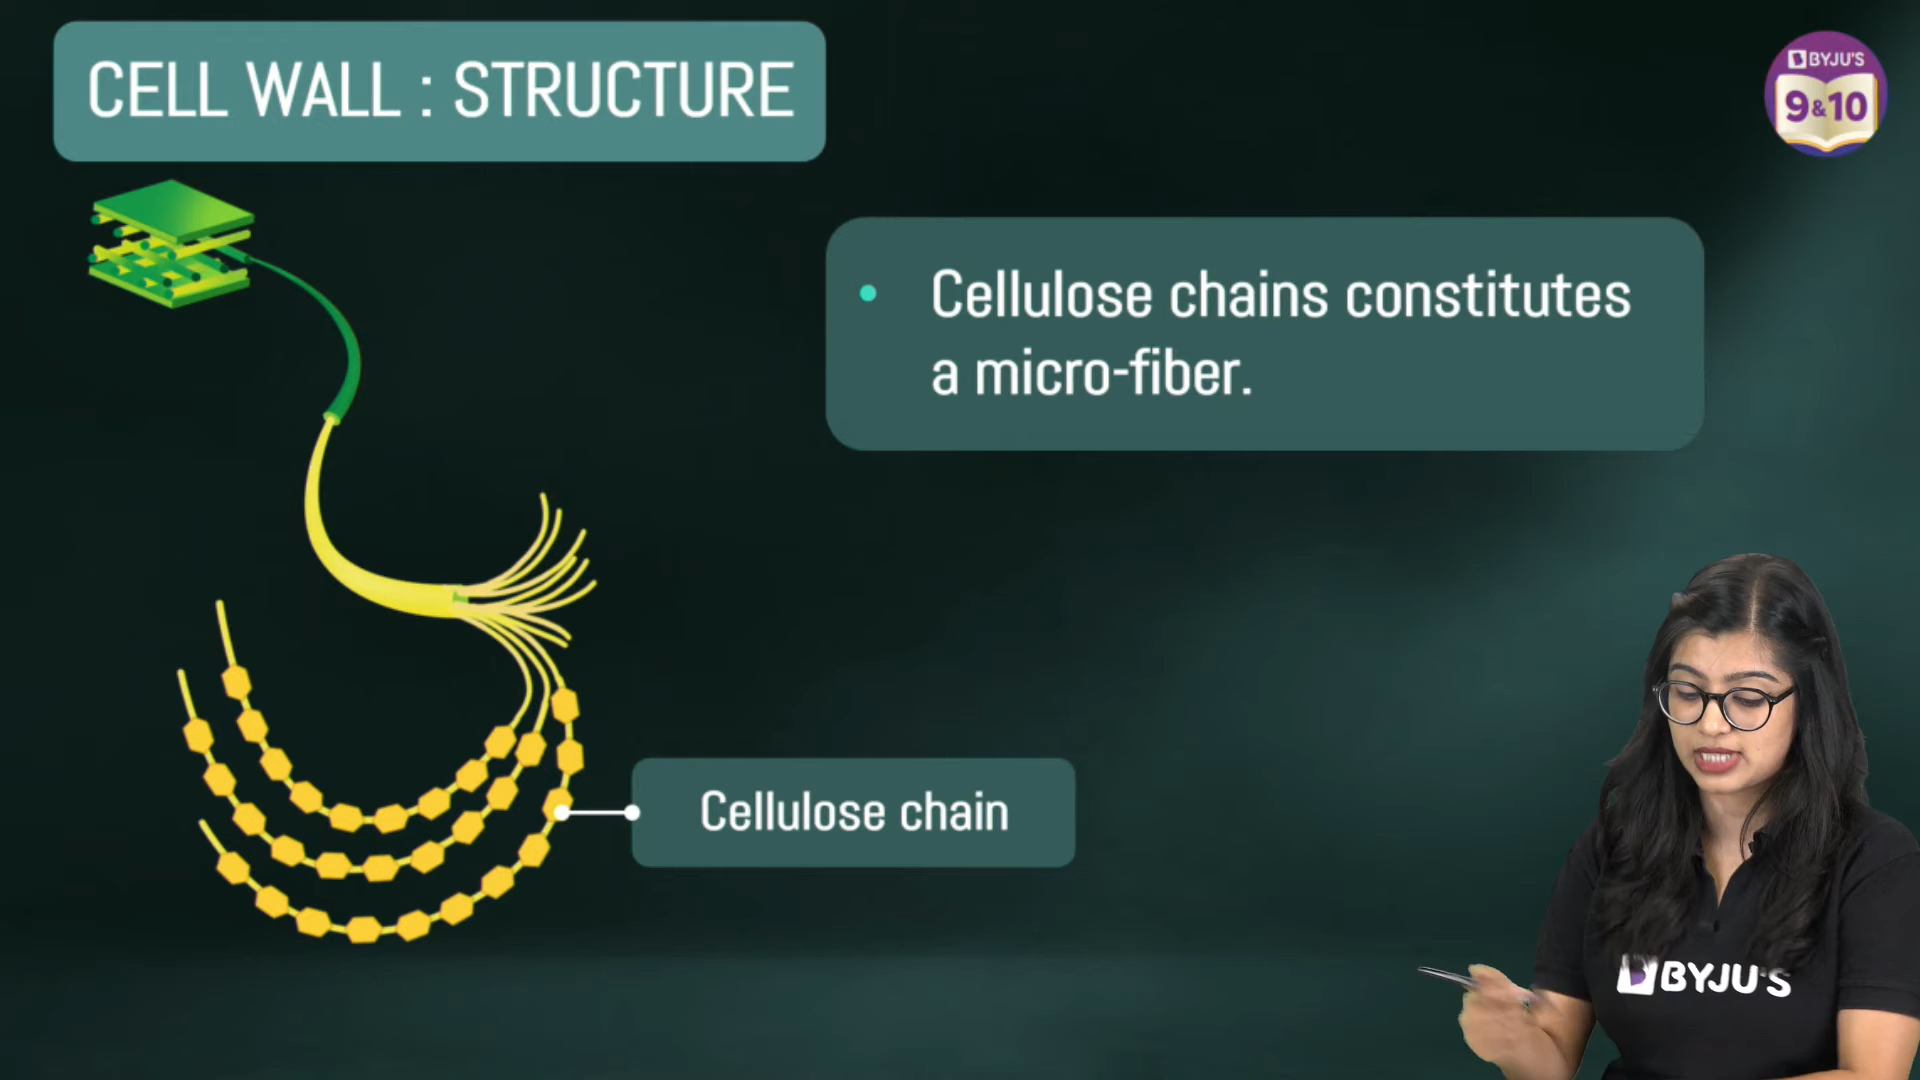 CELL WALL : STRUCTURE
BYJU'S
9&10
• Cellulose chains constitutes
a micro-fiber.
Cellulose chain
BYJU'S